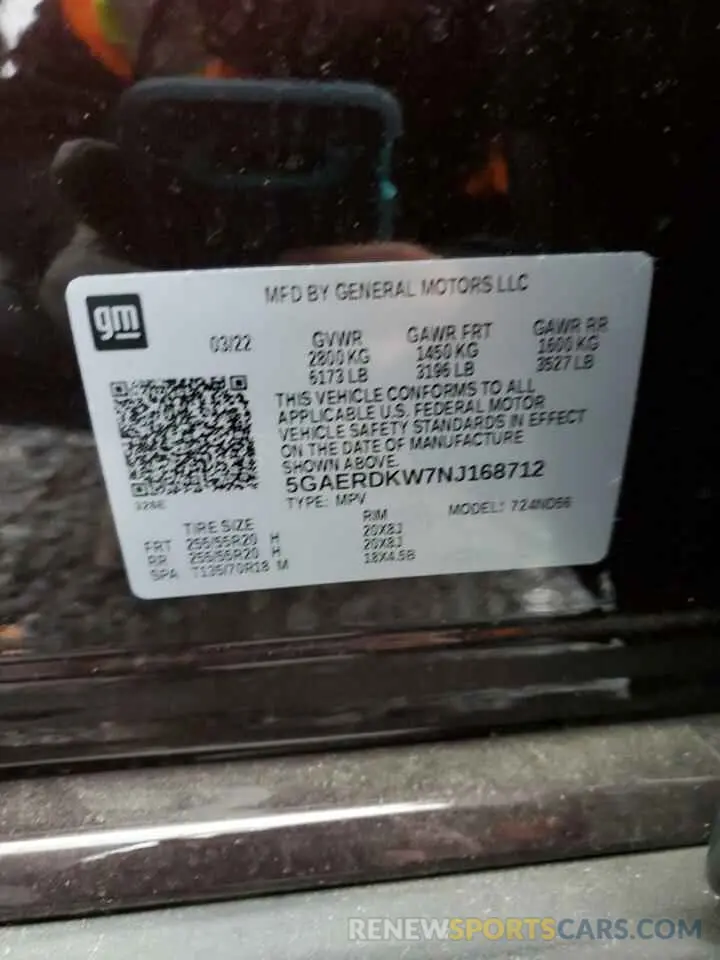 gm
MFD BY GENERAL MOTORS LLC
03/22 GVWR GAWR FRT GAWR RR
2800 KG 1450 KG 1600 KG
6173 LB 3196 LB 3527 LB
THIS VEHICLE CONFORMS TO ALL
APPLICABLE U.S. FEDERAL MOTOR
VEHICLE SAFETY STANDARDS IN EFFECT
ON THE DATE OF MANUFACTURE
SHOWN ABOVE.
5GAERDKW7NJ168712
TYPE: MPV MODEL: 724ND56
TIRE SIZE RIM
FRT 255/55R20 H 20X8J
RR 255/55R20 H 20X8J
SPA T135/70R18 M 18X4.5B
RENEWSPORTSCARS.COM